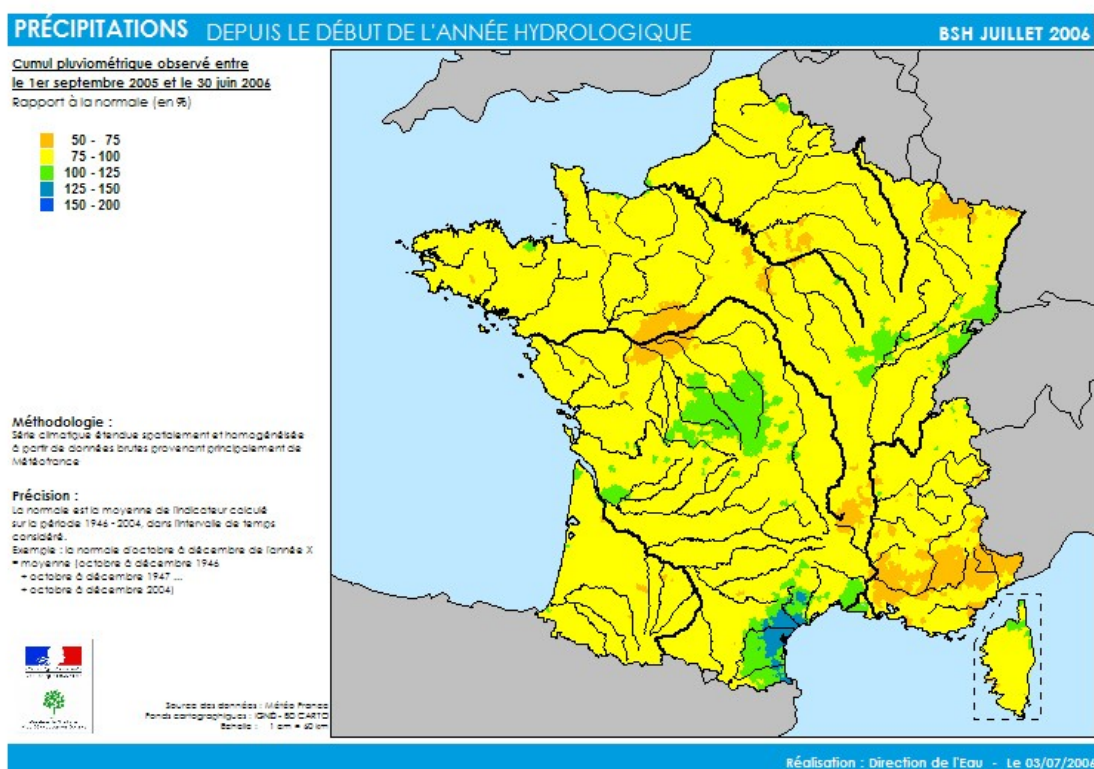 PRÉCIPITATIONS DEPUIS LE DÉBUT DE L'ANNÉE HYDROLOGIQUE
BSH JUILLET 2006
Cumul pluviométrique observé entre
le 1er septembre 2005 et le 30 juin 2006
Rapport à la normale (en %)
50 - 75
75 - 100
100 - 125
125 - 150
150 - 200
Méthodologie :
Série climatique étendue spatialement et homogénéisée
à partir de données brutes provenant principalement de
Météofrance
Précision :
La normale est la moyenne de l'indicateur calculé
sur la période 1946 - 2004, dans l'intervalle de temps
considéré.
Exemple : la normale d'octobre à décembre de l'année X
= moyenne (octobre à décembre 1946
+ octobre à décembre 1947 ...
+ octobre à décembre 2004)
Source des données : Météo France
Fonds cartographiques : IGN© - BD CARTO
Echelle : 1 cm = 60 km
Réalisation : Direction de l'Eau - Le 03/07/2006